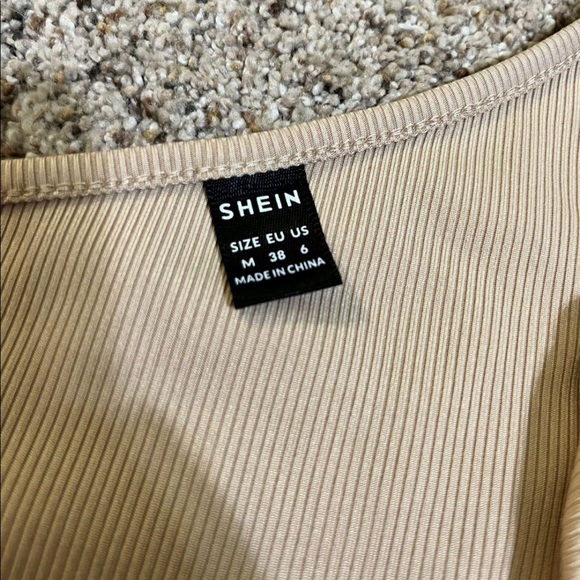 SHEIN
SIZE EU US
M 38 6
MADE IN CHINA